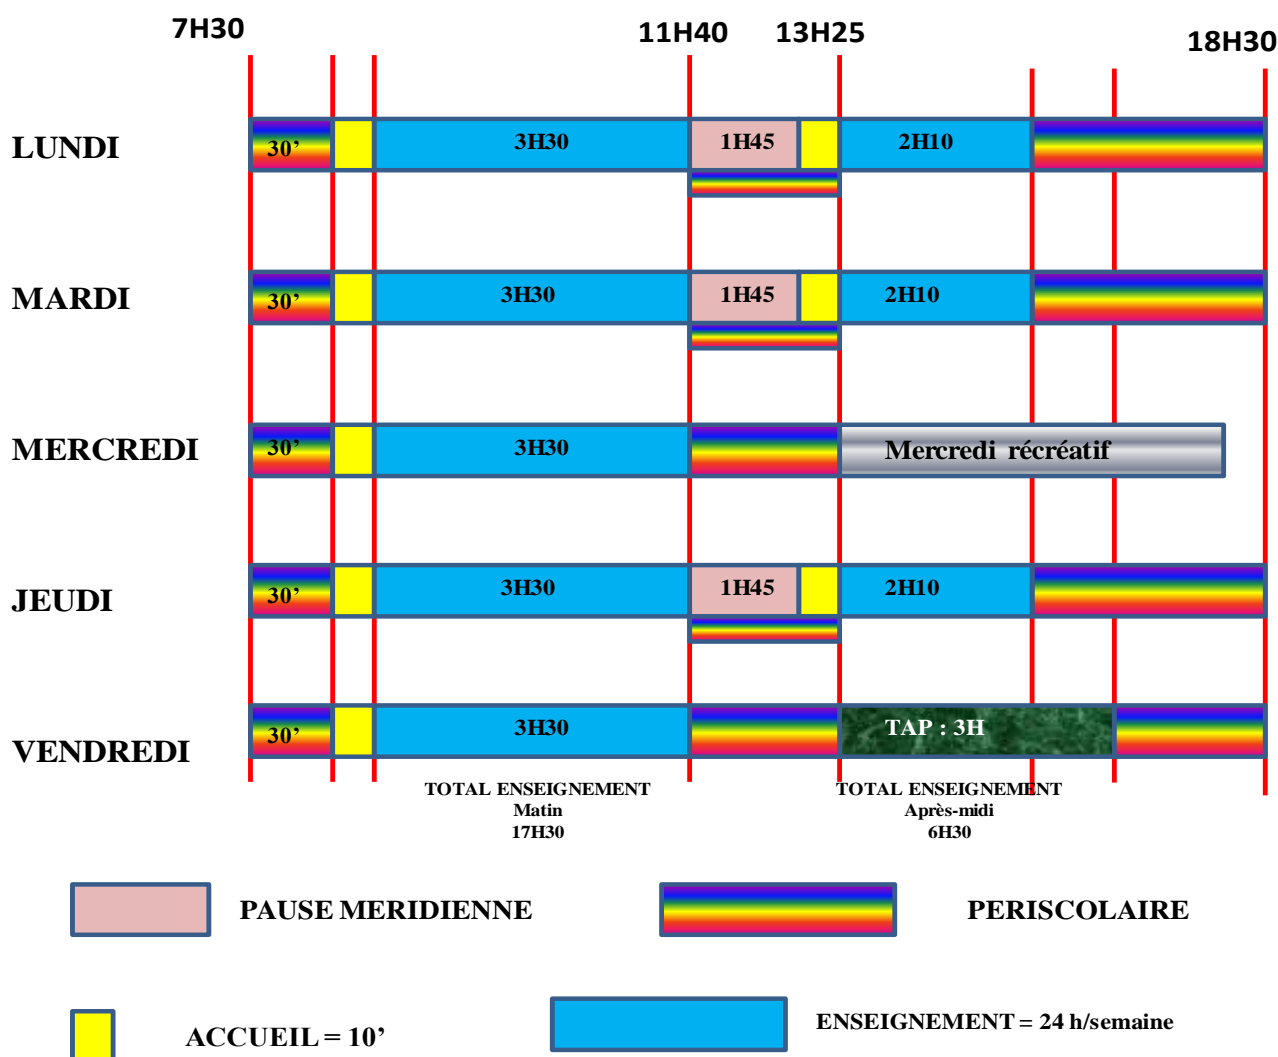 7H30 11H40 13H25 18H30
LUNDI 30’ 3H30 1H45 2H10
MARDI 30’ 3H30 1H45 2H10
MERCREDI 30’ 3H30 Mercredi récréatif
JEUDI 30’ 3H30 1H45 2H10
VENDREDI 30’ 3H30 TAP : 3H
TOTAL ENSEIGNEMENT
Matin
17H30
TOTAL ENSEIGNEMENT
Après-midi
6H30
PAUSE MERIDIENNE
PERISCOLAIRE
ACCUEIL = 10’
ENSEIGNEMENT = 24 h/semaine